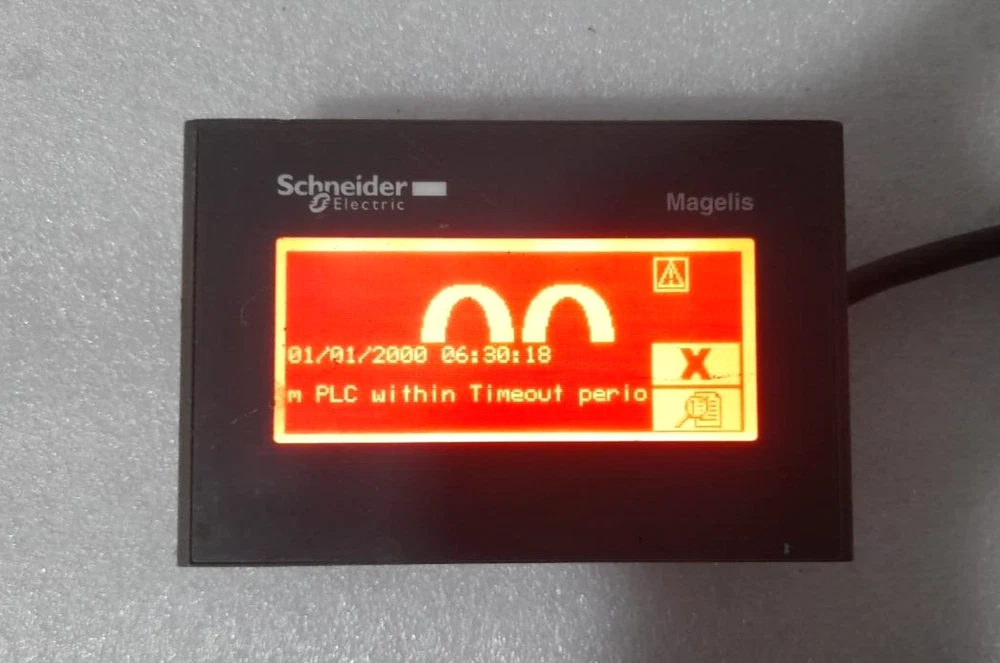 Schneider
Electric
Magelis
01/01/2000 06:30:18
X
m PLC within Timeout perio